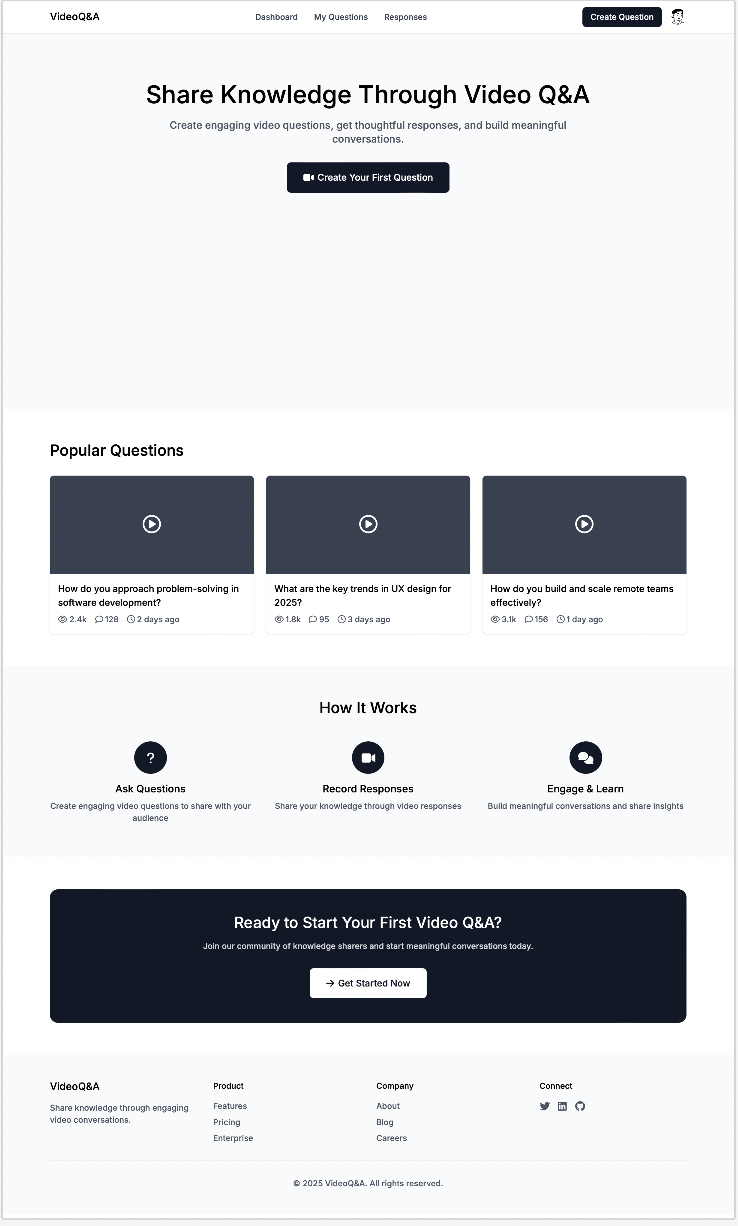 VideoQ&A
Dashboard
My Questions
Responses
Create Question
Share Knowledge Through Video Q&A
Create engaging video questions, get thoughtful responses, and build meaningful
conversations.
Create Your First Question
Popular Questions
How do you approach problem-solving in
software development?
2.4k 128 2 days ago
What are the key trends in UX design for
2025?
1.8k 95 3 days ago
How do you build and scale remote teams
effectively?
3.1k 156 1 day ago
How It Works
?
Ask Questions
Create engaging video questions to share with your
audience
Record Responses
Share your knowledge through video responses
Engage & Learn
Build meaningful conversations and share insights
Ready to Start Your First Video Q&A?
Join our community of knowledge sharers and start meaningful conversations today.
→ Get Started Now
VideoQ&A
Share knowledge through engaging
video conversations.
Product
Features
Pricing
Enterprise
Company
About
Blog
Careers
Connect
© 2025 VideoQ&A. All rights reserved.